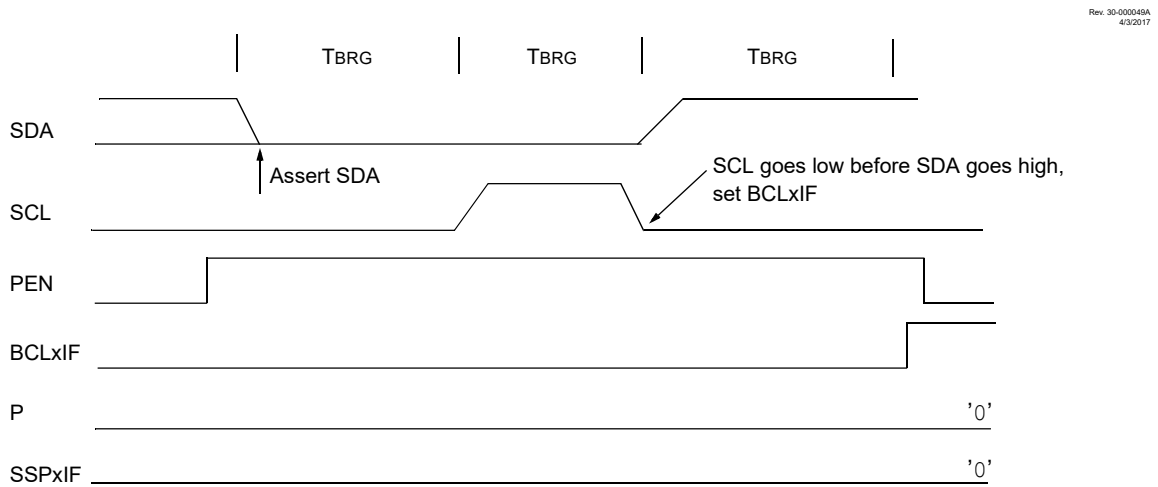 Rev. 30-000049A
4/3/2017
TBRG TBRG TBRG
SDA
Assert SDA
SCL goes low before SDA goes high,
set BCLxIF
SCL
PEN
BCLxIF
P '0'
SSPxIF '0'